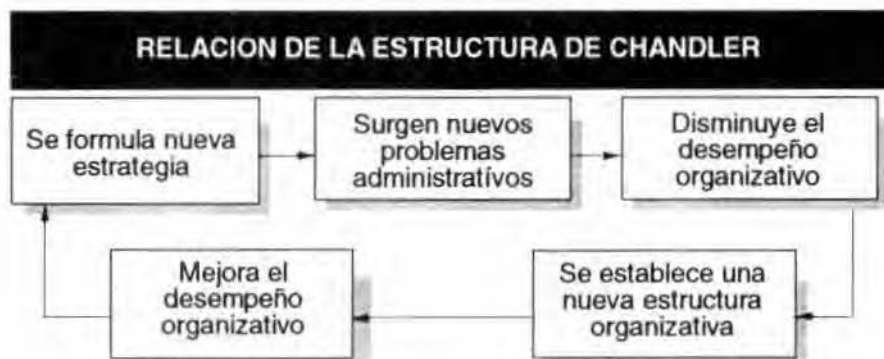 RELACION DE LA ESTRUCTURA DE CHANDLER
Se formula nueva
estrategia
Surgen nuevos
problemas
administratívos
Disminuye el
desempeño
organizativo
Se establece una
nueva estructura
organizativa
Mejora el
desempeño
organizativo